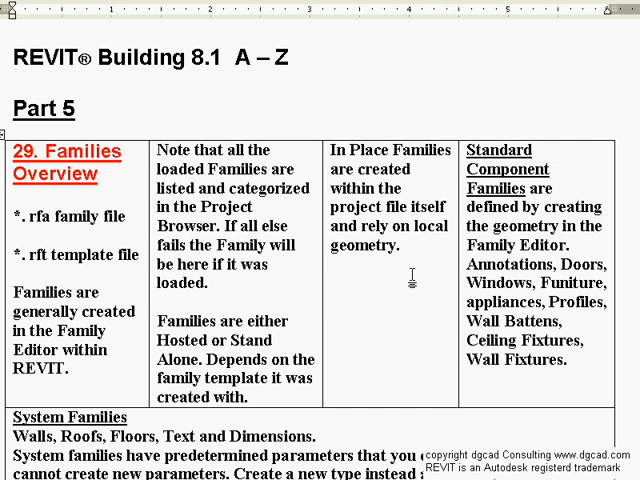 1 2 3 4 5
REVIT® Building 8.1 A – Z
Part 5
29. Families
Overview
*. rfa family file
*. rft template file
Families are
generally created
in the Family
Editor within
REVIT.
Note that all the
loaded Families are
listed and categorized
in the Project
Browser. If all else
fails the Family will
be here if it was
loaded.
Families are either
Hosted or Stand
Alone. Depends on the
family template it was
created with.
In Place Families
are created
within the
project file itself
and rely on local
geometry.
Standard
Component
Families are
defined by creating
the geometry in the
Family Editor.
Annotations, Doors,
Windows, Funiture,
appliances, Profiles,
Wall Battens,
Ceiling Fixtures,
Wall Fixtures.
System Families
Walls, Roofs, Floors, Text and Dimensions.
System families have predetermined parameters that you
cannot create new parameters. Create a new type instead
copyright dgcad Consulting www.dgcad.com
REVIT is an Autodesk registerd trademark